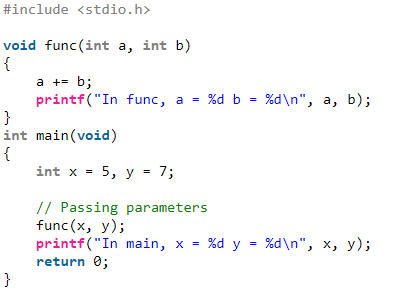 #include <stdio.h>
void func(int a, int b)
{
    a += b;
    printf("In func, a = %d b = %d\n", a, b);
}
int main(void)
{
    int x = 5, y = 7;
    // Passing parameters
    func(x, y);
    printf("In main, x = %d y = %d\n", x, y);
    return 0;
}